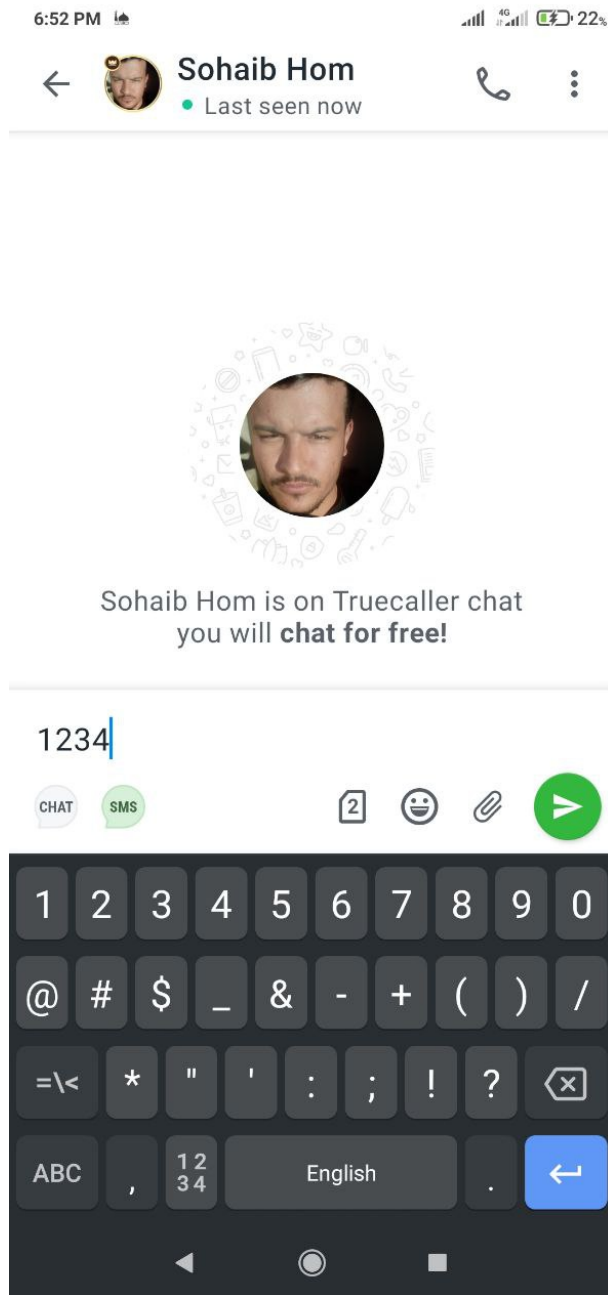 6:52 PM 4G 22%
Sohaib Hom
Last seen now
Sohaib Hom is on Truecaller chat
you will chat for free!
1234
CHAT SMS 2
1 2 3 4 5 6 7 8 9 0
@ # $ _ & - + ( ) /
=\< * " ' : ; ! ?
ABC , 12 English .
34